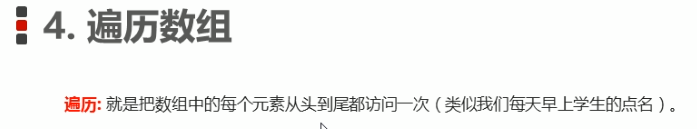 4. 遍历数组
遍历: 就是把数组中的每个元素从头到尾都访问一次（类似我们每天早上学生的点名）。